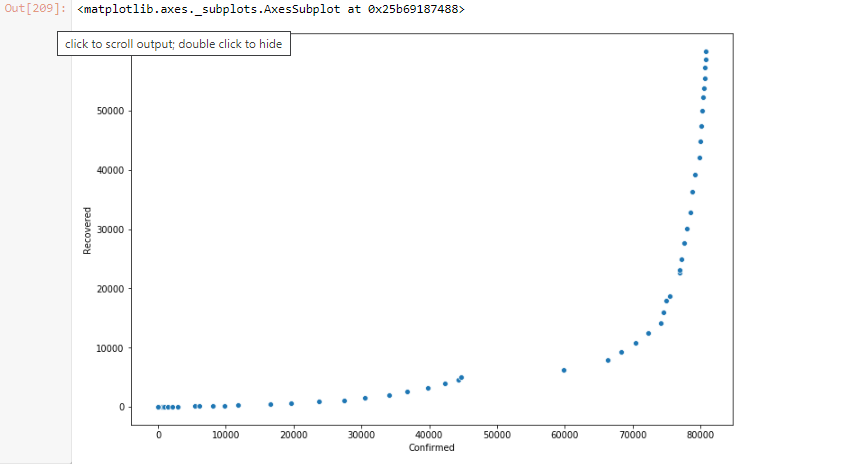 Out[209]: <matplotlib.axes._subplots.AxesSubplot at 0x25b69187488>
click to scroll output; double click to hide
50000
40000
30000
20000
10000
0
Recovered
0 10000 20000 30000 40000 50000 60000 70000 80000
Confirmed